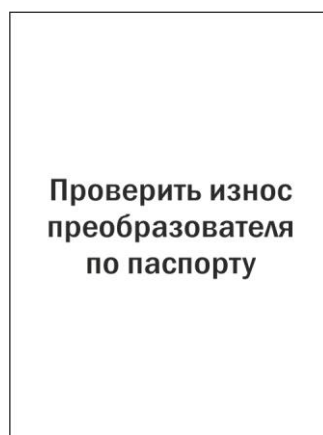 Проверить износ
преобразователя
по паспорту